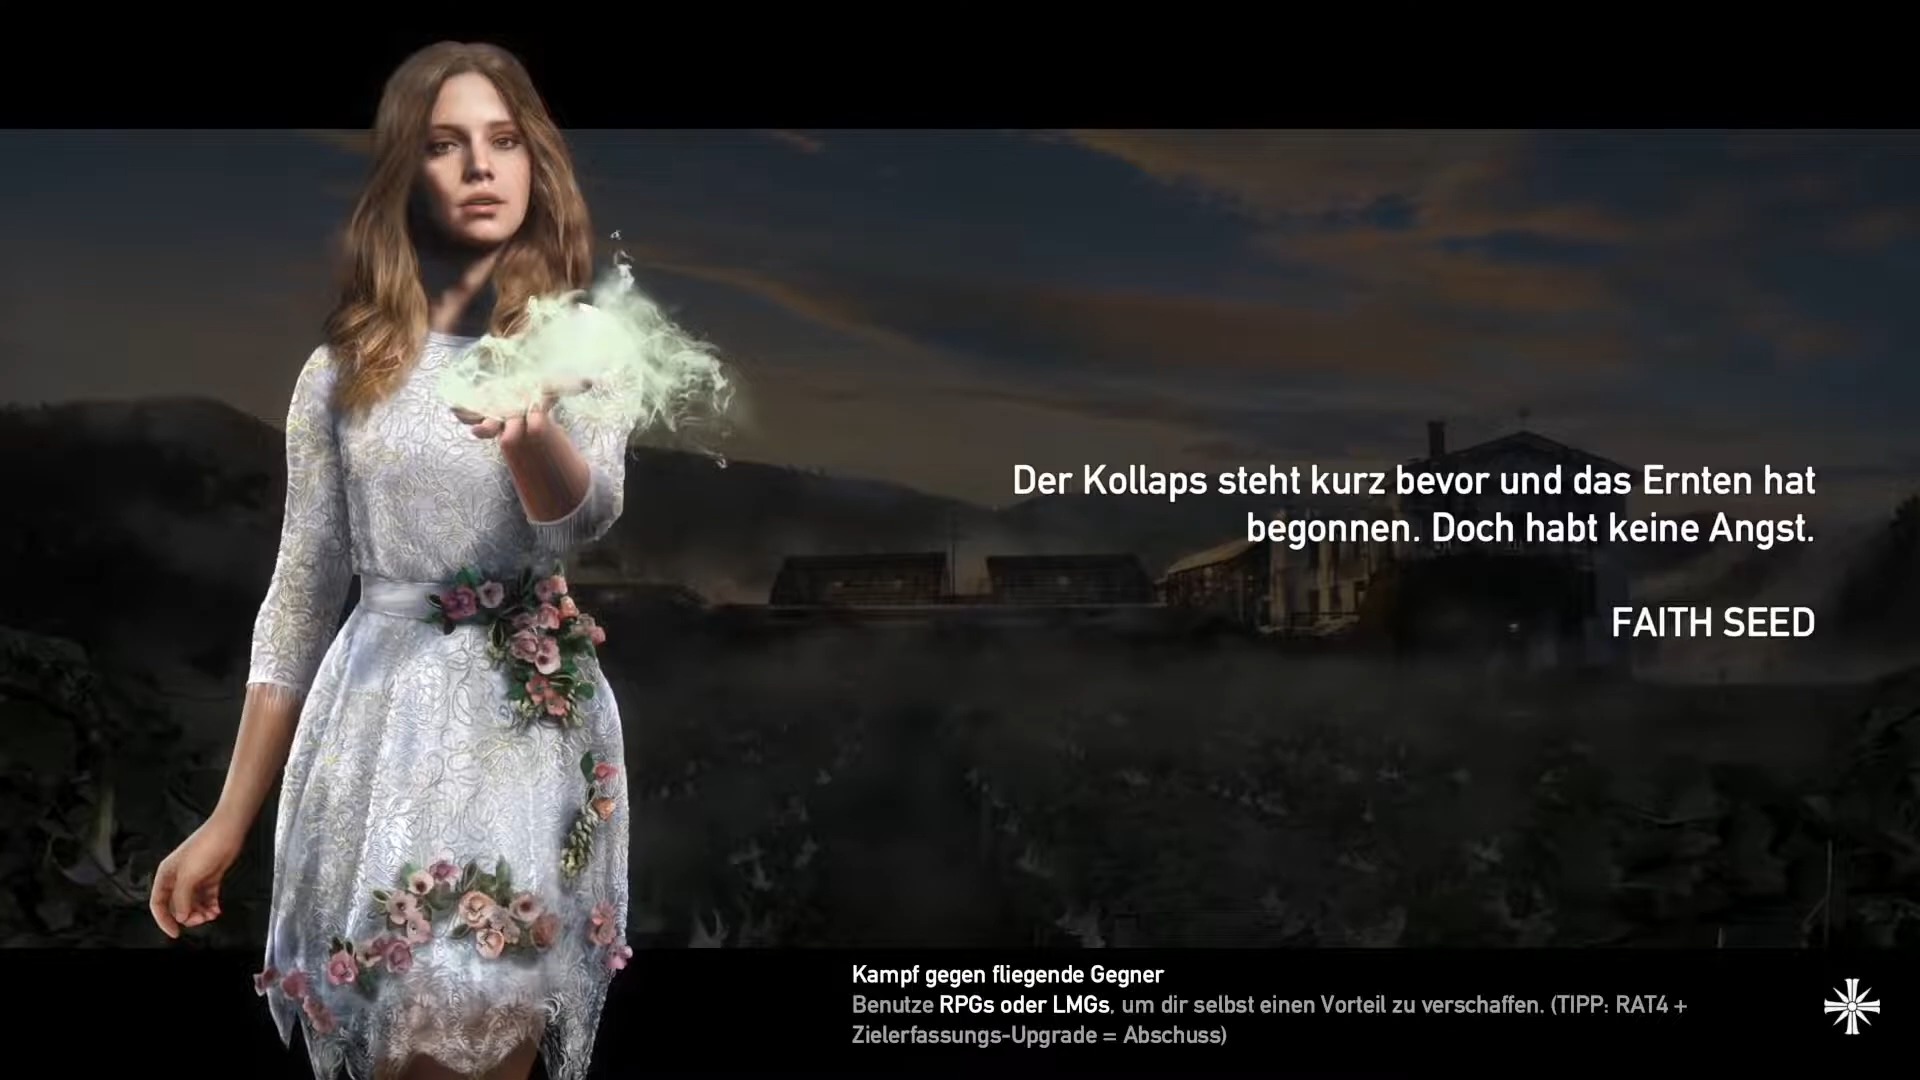 Der Kollaps steht kurz bevor und das Ernten hat
begonnen. Doch habt keine Angst.
FAITH SEED
Kampf gegen fliegende Gegner
Benutze RPGs oder LMGs, um dir selbst einen Vorteil zu verschaffen. (TIPP: RAT4 +
Zielerfassungs-Upgrade = Abschuss)